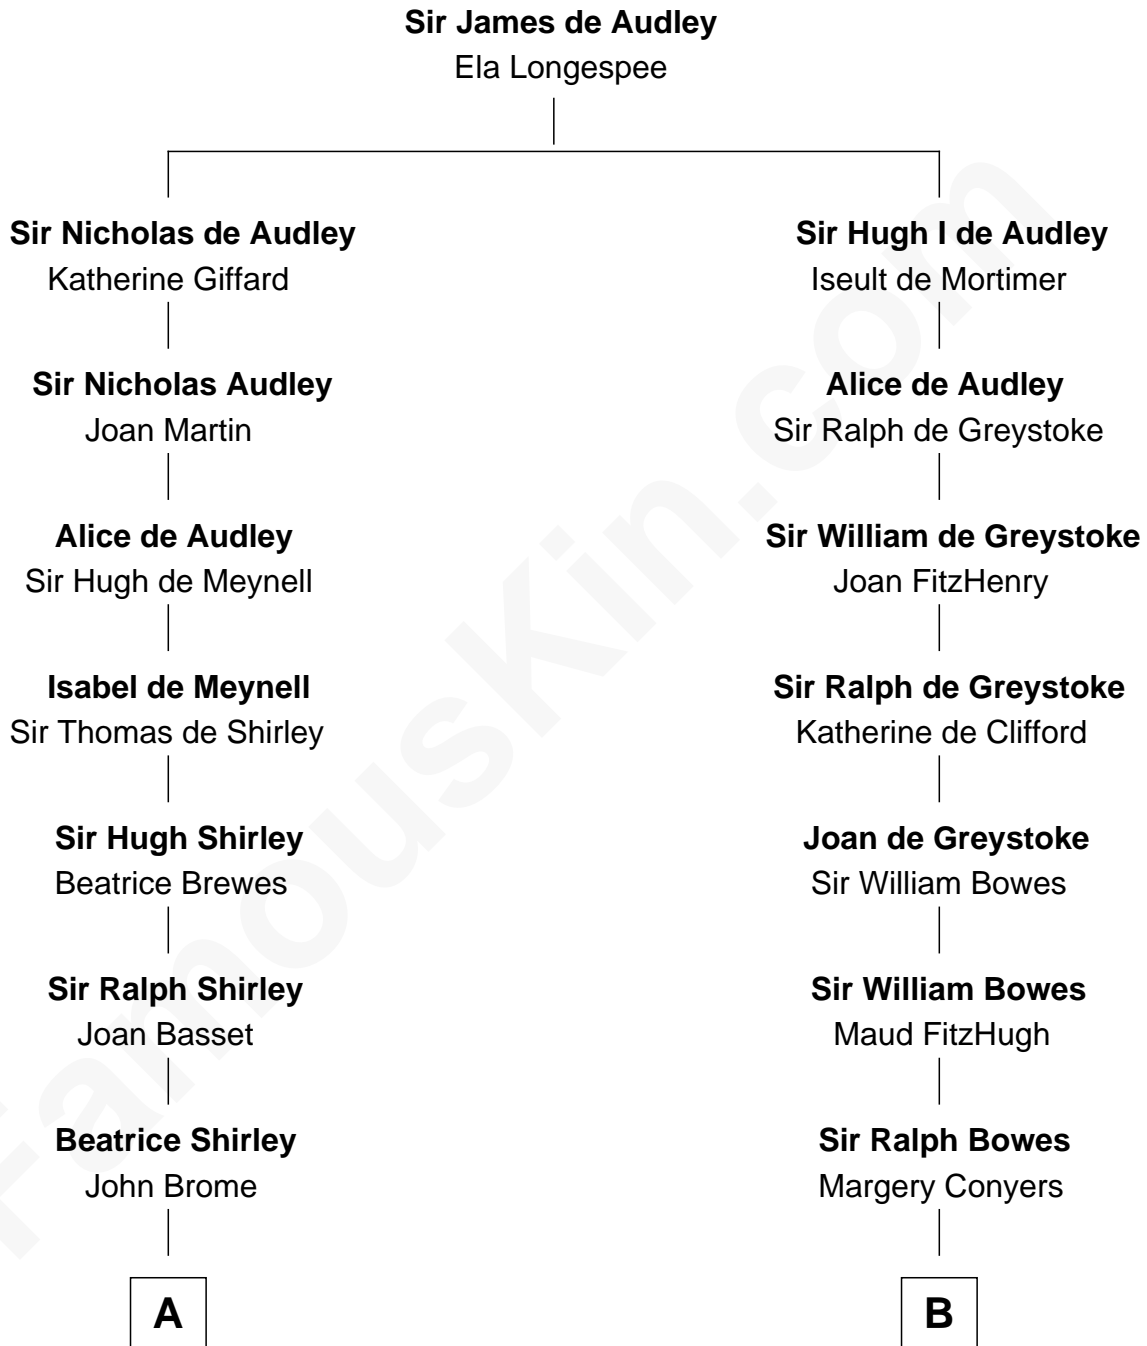 Sir James de Audley
Ela Longespee
Sir Nicholas de Audley
Katherine Giffard
Sir Nicholas Audley
Joan Martin
Alice de Audley
Sir Hugh de Meynell
Isabel de Meynell
Sir Thomas de Shirley
Sir Hugh Shirley
Beatrice Brewes
Sir Ralph Shirley
Joan Basset
Beatrice Shirley
John Brome
A
Sir Hugh I de Audley
Iseult de Mortimer
Alice de Audley
Sir Ralph de Greystoke
Sir William de Greystoke
Joan FitzHenry
Sir Ralph de Greystoke
Katherine de Clifford
Joan de Greystoke
Sir William Bowes
Sir William Bowes
Maud FitzHugh
Sir Ralph Bowes
Margery Conyers
B
FamousKin.com